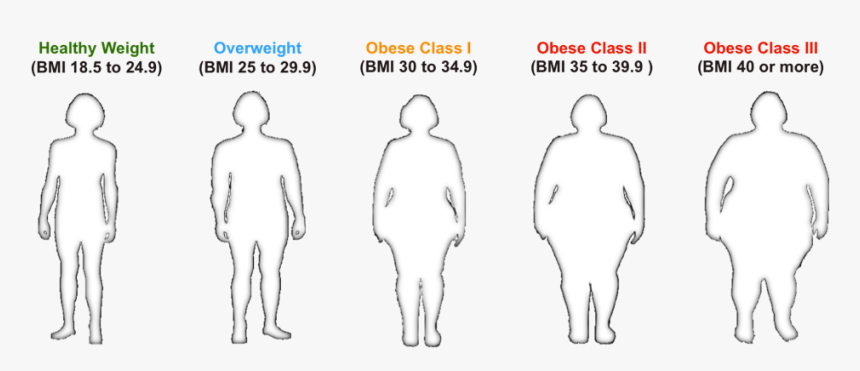 Healthy Weight
(BMI 18.5 to 24.9)
Overweight
(BMI 25 to 29.9)
Obese Class I
(BMI 30 to 34.9)
Obese Class II
(BMI 35 to 39.9 )
Obese Class III
(BMI 40 or more)